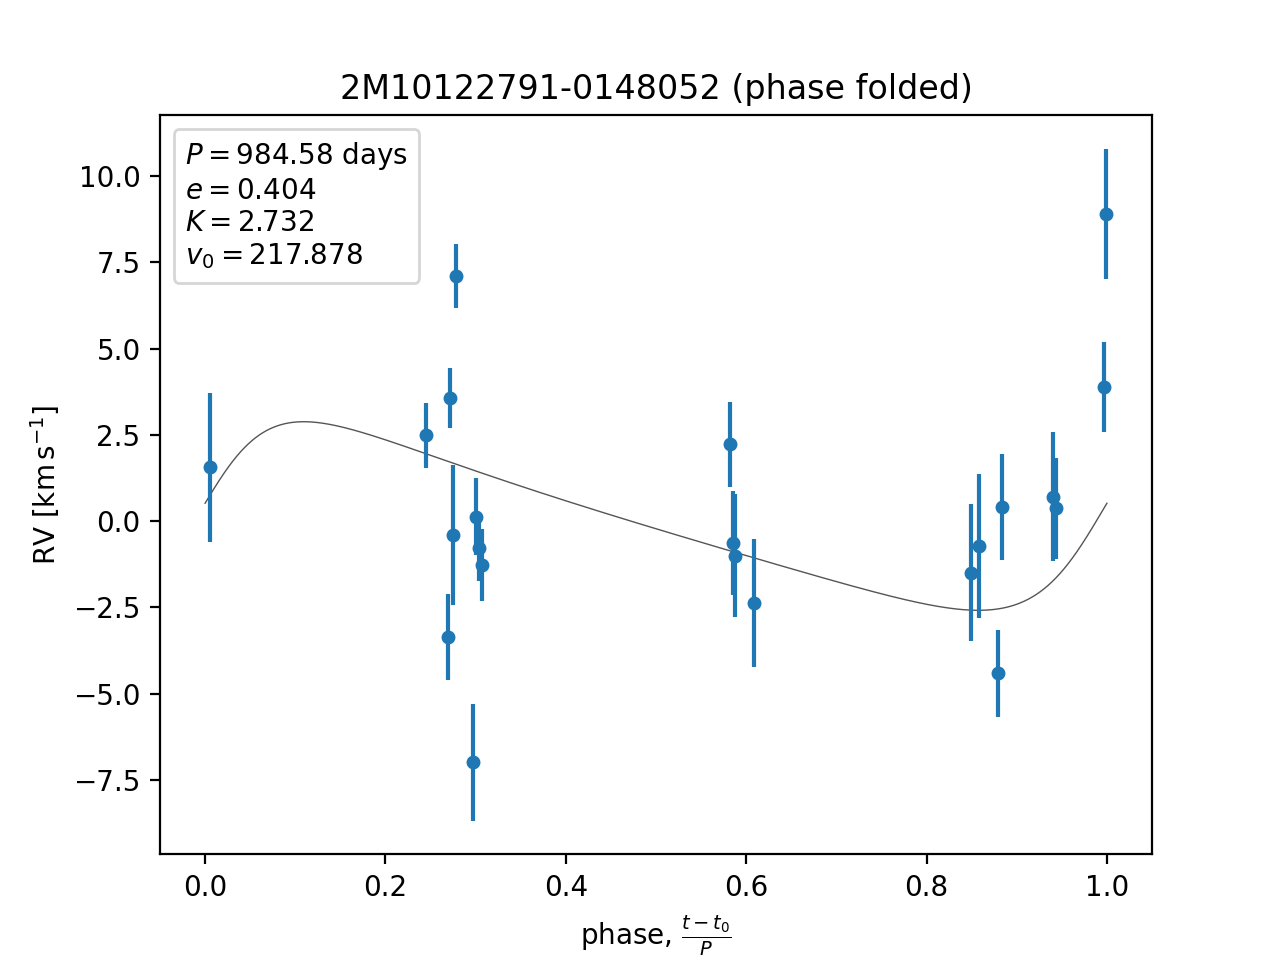 2M10122791-0148052 (phase folded)
P = 984.58 days
e = 0.404
K = 2.732
v₀ = 217.878
10.0
7.5
5.0
2.5
0.0
−2.5
−5.0
−7.5
RV [km s⁻¹]
0.0 0.2 0.4 0.6 0.8 1.0
phase, (t − t₀)/P